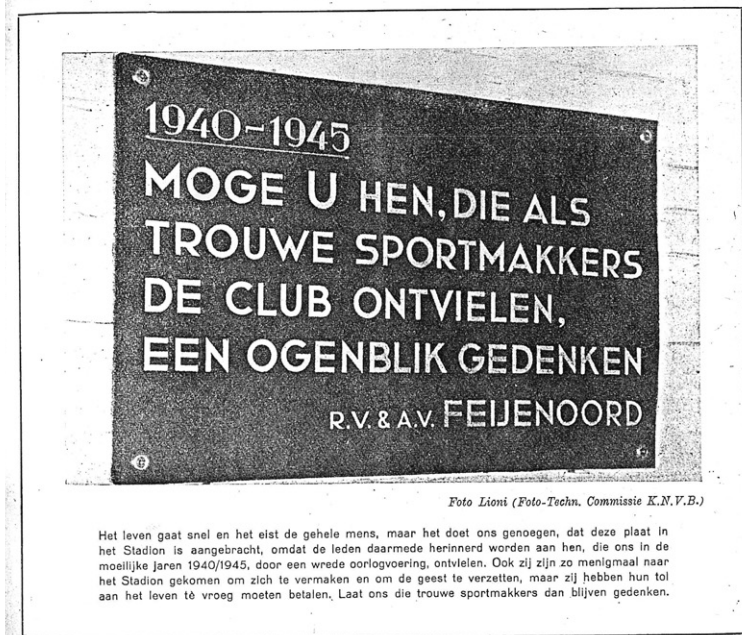 1940-1945
MOGE U HEN, DIE ALS
TROUWE SPORTMAKKERS
DE CLUB ONTVIELEN,
EEN OGENBLIK GEDENKEN
R.V. & A.V. FEIJENOORD
Foto Lioni (Foto-Techn. Commissie K.N.V.B.)
Het leven gaat snel en het eist de gehele mens, maar het doet ons genoegen, dat deze plaat in
het Stadion is aangebracht, omdat de leden daarmede herinnerd worden aan hen, die ons in de
moeilijke jaren 1940/1945, door een wrede oorlogvoering, ontvielen. Ook zij zijn zo menigmaal naar
het Stadion gekomen om zich te vermaken en om de geest te verzetten, maar zij hebben hun tol
aan het leven tè vroeg moeten betalen. Laat ons die trouwe sportmakkers dan blijven gedenken.